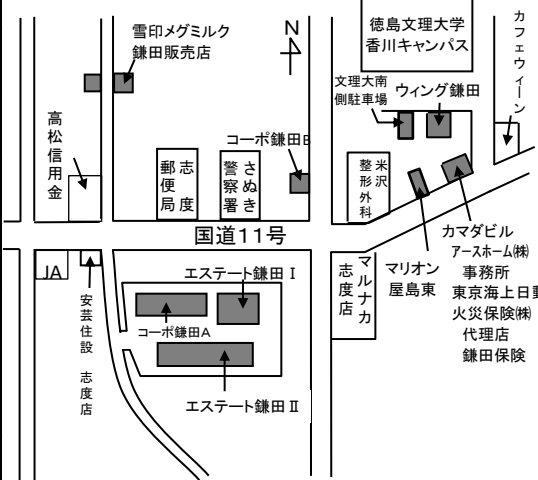 雪印メグミルク
鎌田販売店
N
徳島文理大学
香川キャンパス
カフェウィーン
文理大南
側駐車場
ウィング鎌田
高松信用金
コーポ鎌田B
志度
郵便局
さぬき
警察署
米沢
整形外科
国道11号
カマダビル
アースホーム㈱
事務所
東京海上日動
火災保険㈱
代理店
鎌田保険
マリオン
屋島東
マルナカ
志度店
JA
安芸住設 志度店
エステート鎌田Ⅰ
コーポ鎌田A
エステート鎌田Ⅱ